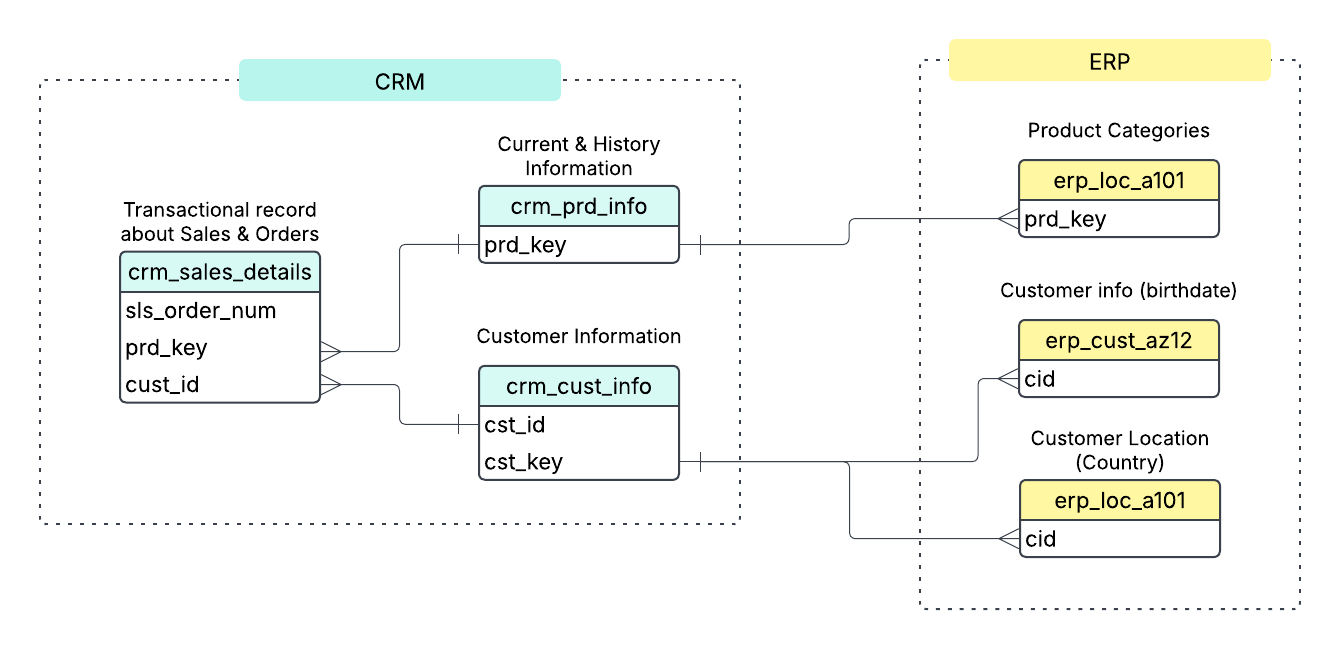 CRM
Transactional record
about Sales & Orders
crm_sales_details
sls_order_num
prd_key
cust_id
Current & History
Information
crm_prd_info
prd_key
Customer Information
crm_cust_info
cst_id
cst_key
ERP
Product Categories
erp_loc_a101
prd_key
Customer info (birthdate)
erp_cust_az12
cid
Customer Location
(Country)
erp_loc_a101
cid